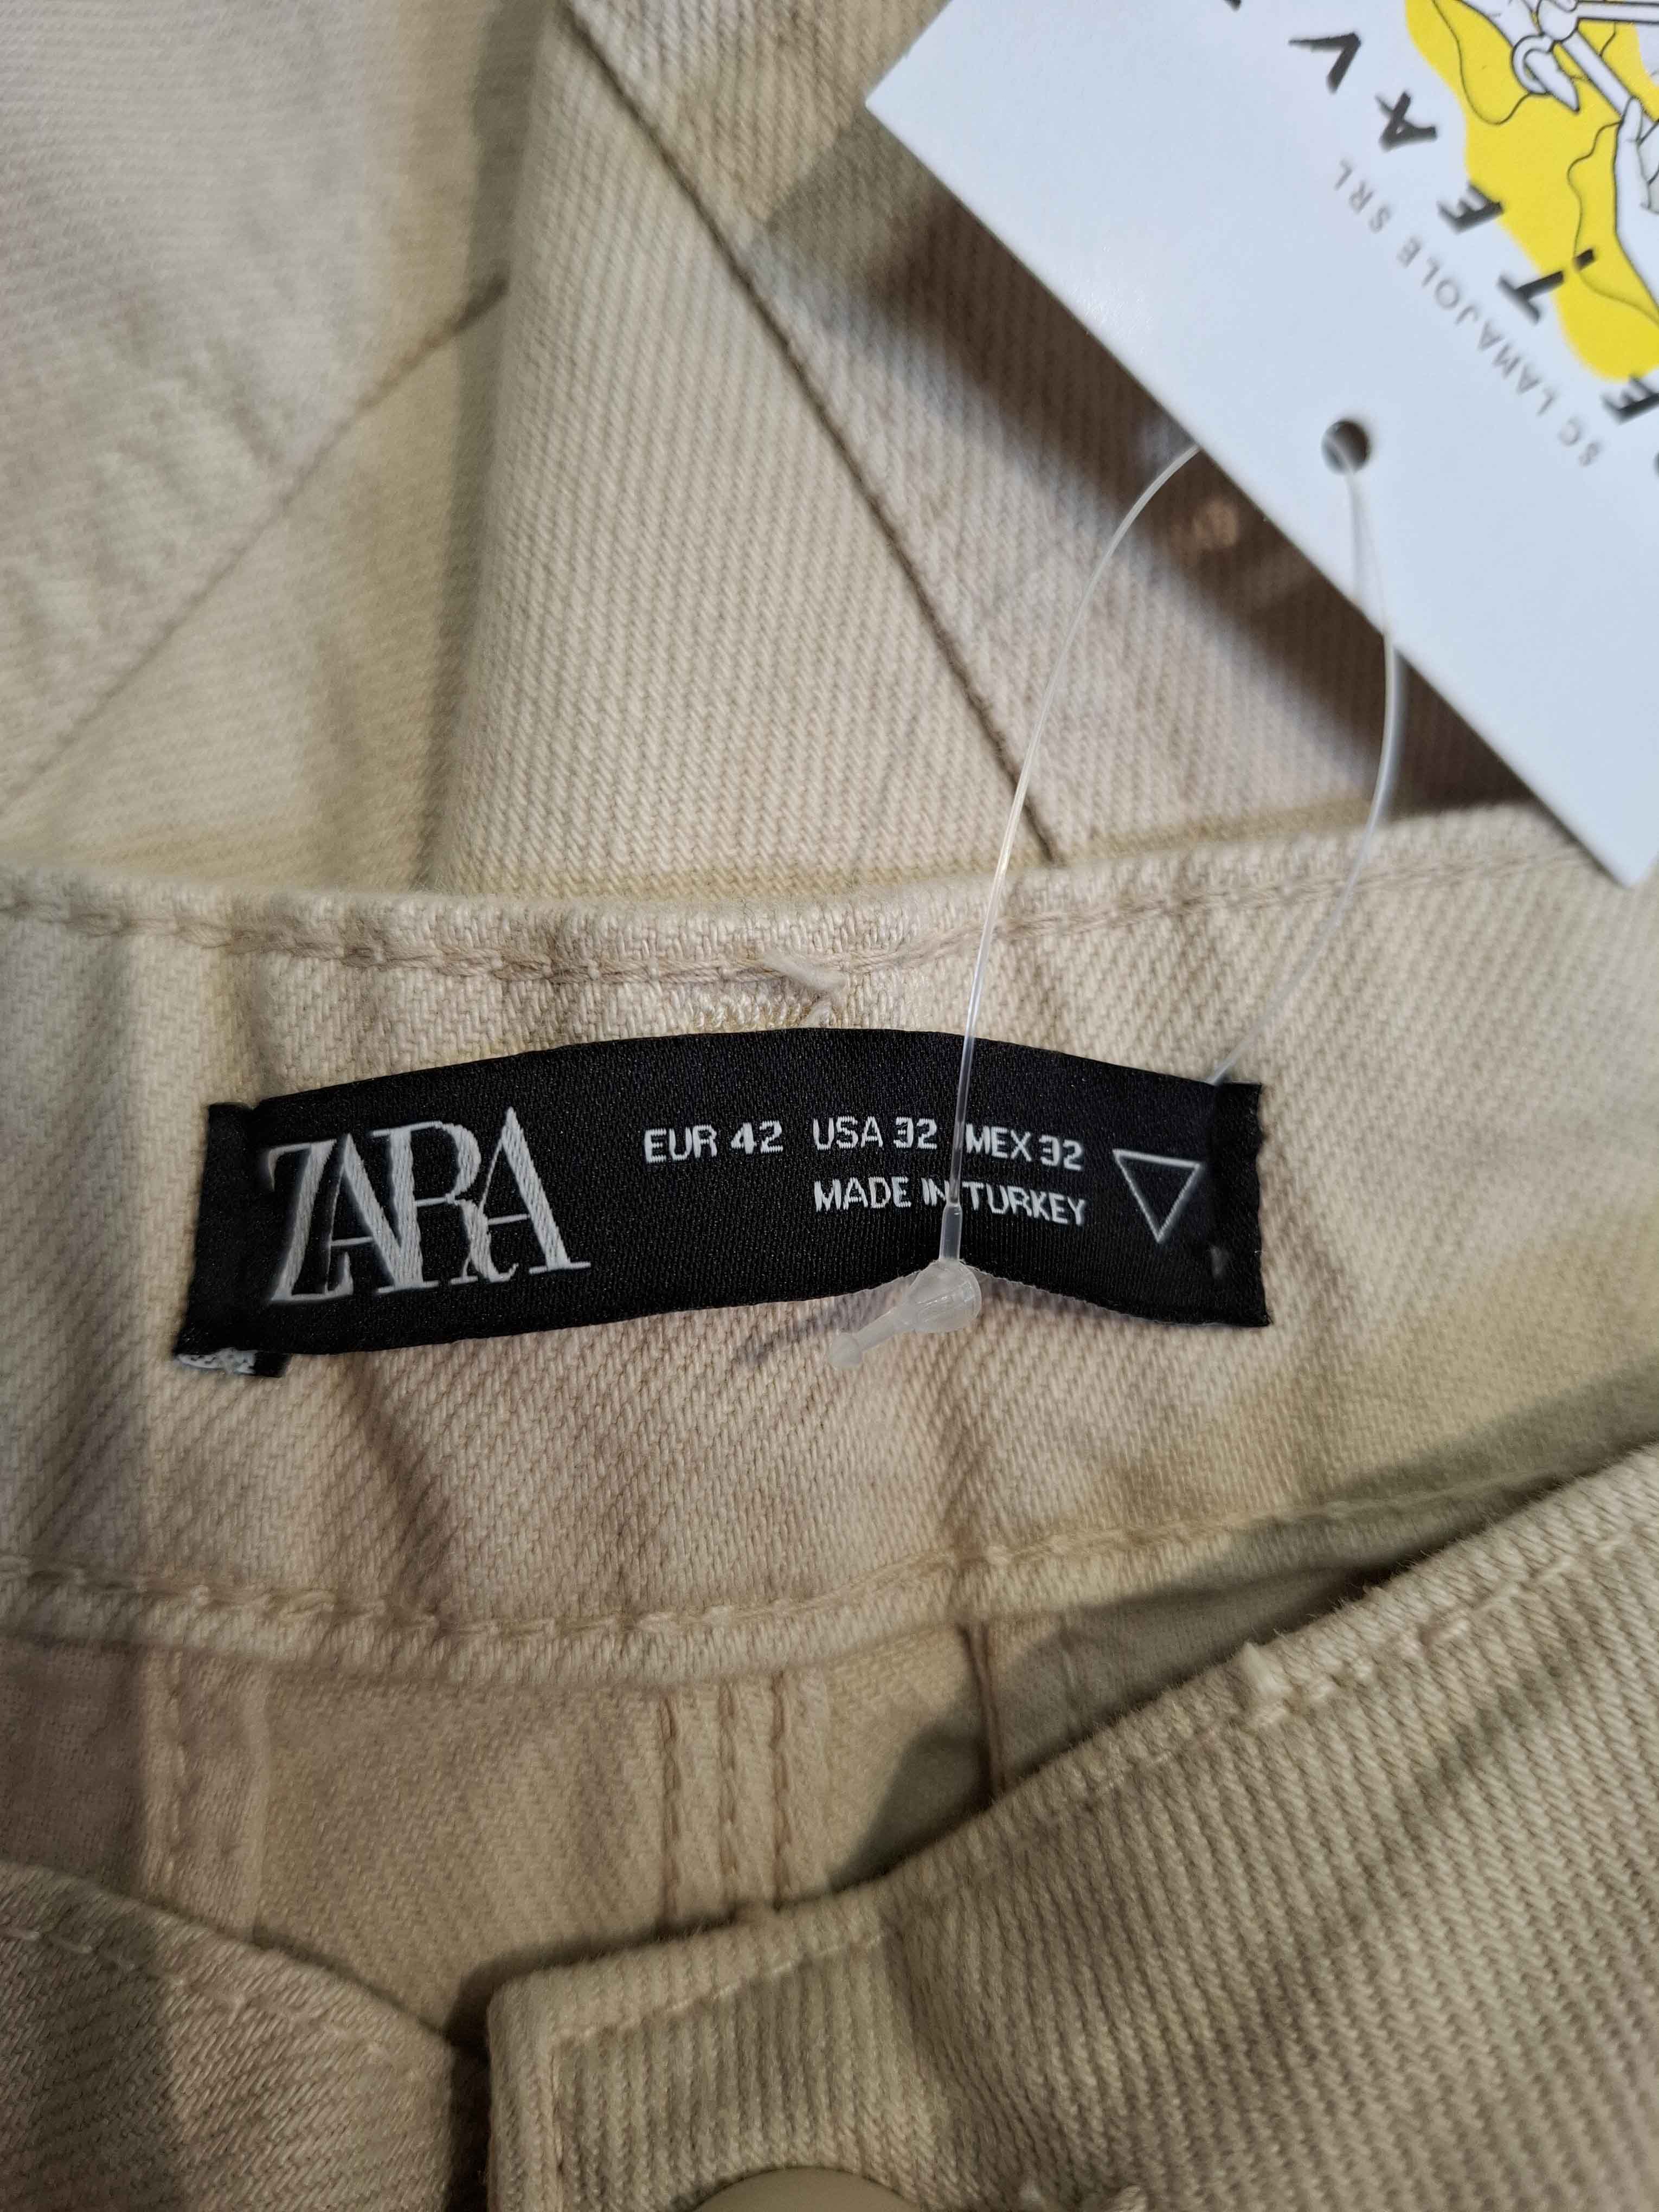 SC LAMAJOLE SRL
ZARA
EUR 42 USA 32 MEX 32
MADE IN TURKEY